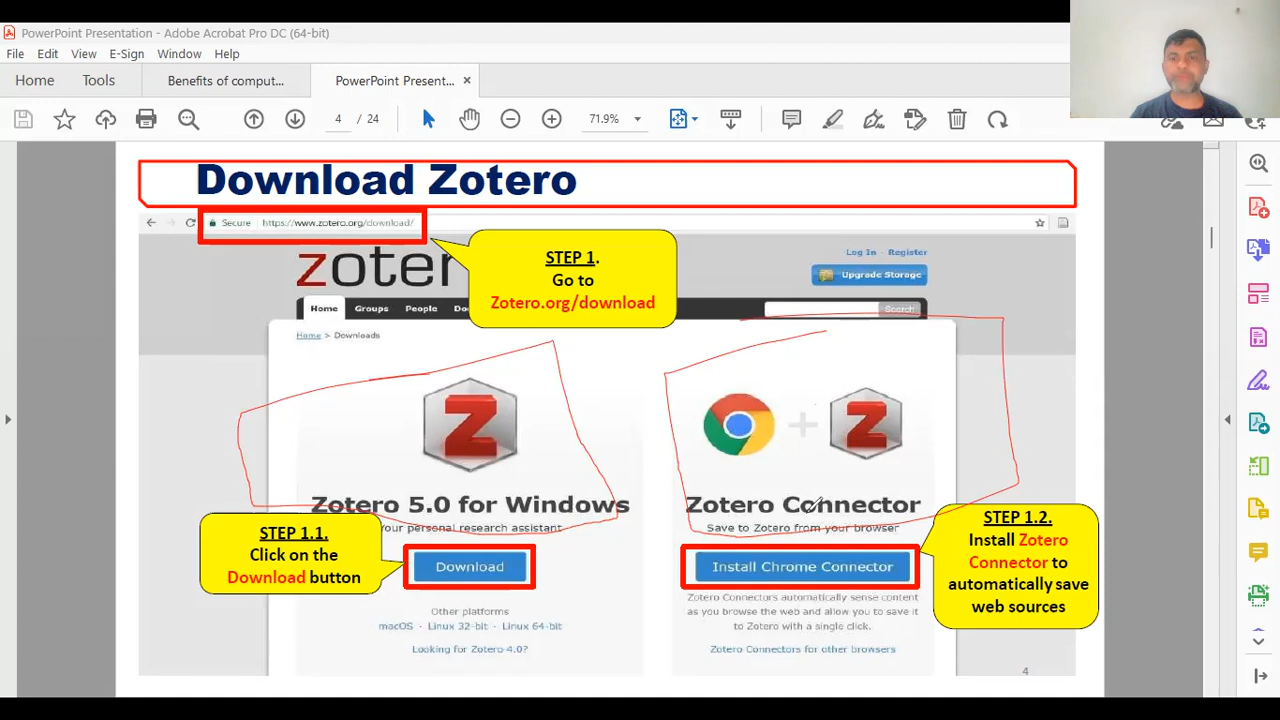 PowerPoint Presentation - Adobe Acrobat Pro DC (64-bit)
File Edit View E-Sign Window Help
Home Tools Benefits of comput... PowerPoint Present... ×
4 / 24 71.9%
Download Zotero
Secure https://www.zotero.org/download/
STEP 1.
Go to
Zotero.org/download
zoter
Log In · Register
Upgrade Storage
Home Groups People Do
Search
Home > Downloads
Zotero 5.0 for Windows
Your personal research assistant
Zotero Connector
Save to Zotero from your browser
STEP 1.1.
Click on the
Download button
Download
Install Chrome Connector
STEP 1.2.
Install Zotero
Connector to
automatically save
web sources
Other platforms
macOS · Linux 32-bit · Linux 64-bit
Looking for Zotero 4.0?
Zotero Connectors automatically sense content
as you browse the web and allow you to save it
to Zotero with a single click.
Zotero Connectors for other browsers
4